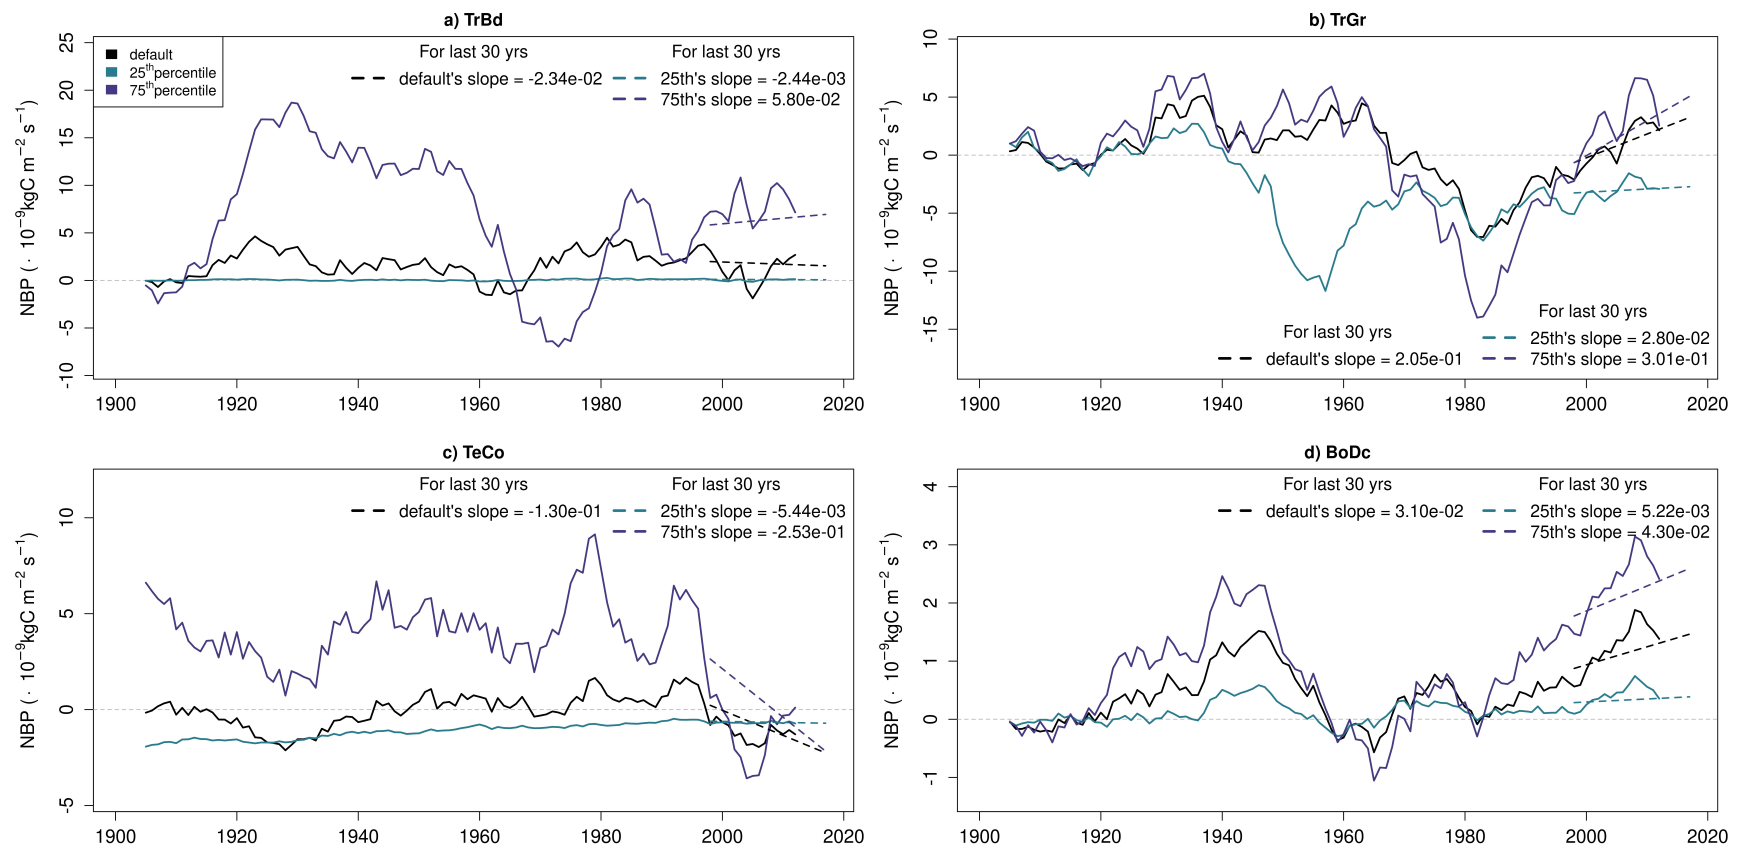 a) TrBd
NBP ( · 10⁻⁹kgC m⁻² s⁻¹)
25
20
15
10
5
0
-5
-10
default
25ᵗʰpercentile
75ᵗʰpercentile
For last 30 yrs
default's slope = -2.34e-02
For last 30 yrs
25th's slope = -2.44e-03
75th's slope = 5.80e-02
1900 1920 1940 1960 1980 2000 2020
b) TrGr
NBP ( · 10⁻⁹kgC m⁻² s⁻¹)
10
5
0
-5
-10
-15
For last 30 yrs
default's slope = 2.05e-01
For last 30 yrs
25th's slope = 2.80e-02
75th's slope = 3.01e-01
1900 1920 1940 1960 1980 2000 2020
c) TeCo
NBP ( · 10⁻⁹kgC m⁻² s⁻¹)
10
5
0
-5
For last 30 yrs
default's slope = -1.30e-01
For last 30 yrs
25th's slope = -5.44e-03
75th's slope = -2.53e-01
1900 1920 1940 1960 1980 2000 2020
d) BoDc
NBP ( · 10⁻⁹kgC m⁻² s⁻¹)
4
3
2
1
0
-1
For last 30 yrs
default's slope = 3.10e-02
For last 30 yrs
25th's slope = 5.22e-03
75th's slope = 4.30e-02
1900 1920 1940 1960 1980 2000 2020